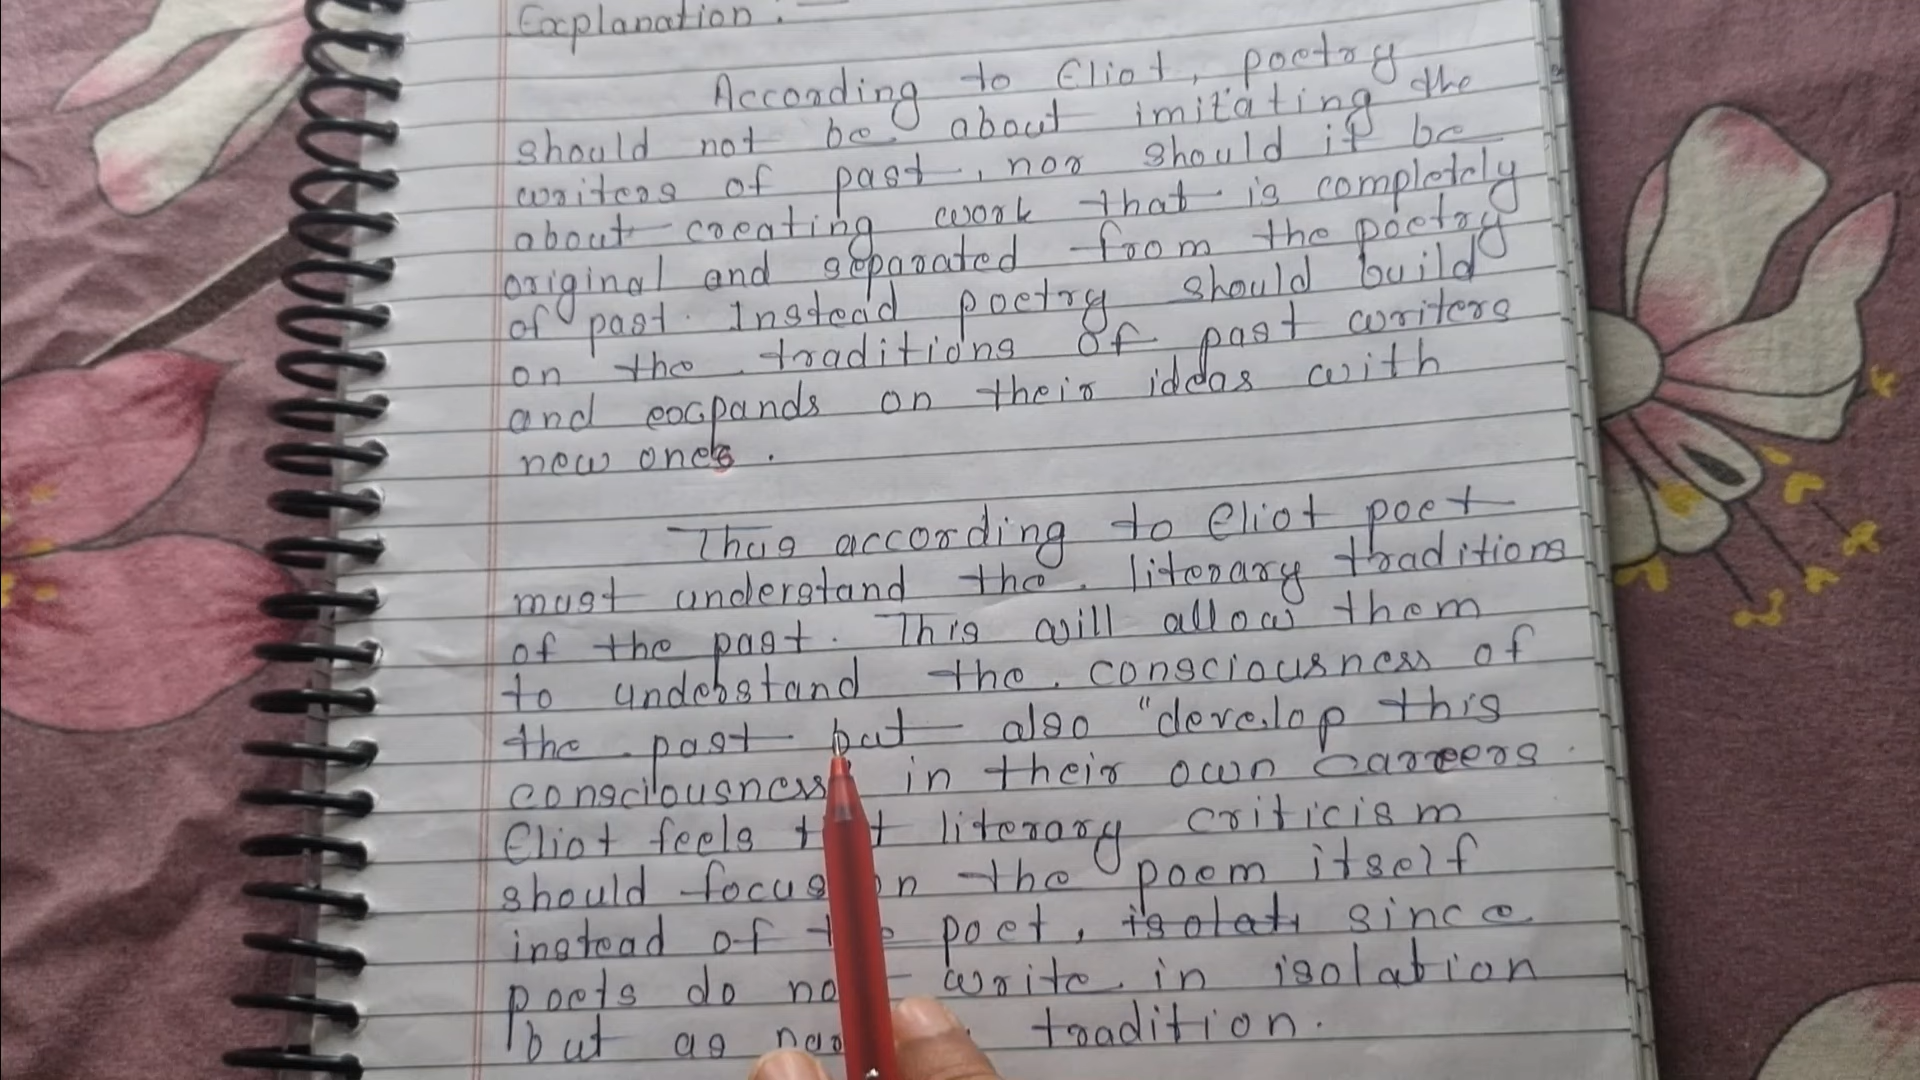 Explanation :
According to Eliot, poetry
should not be about imitating the
writers of past, nor should it be
about creating work that is completely
original and separated from the poetry
of past. Instead poetry should build
on the traditions of past writers
and expands on their ideas with
new ones.
Thus according to Eliot poet
must understand the literary traditions
of the past. This will allow them
to understand the consciousness of
the past but also "develop this
consciousness" in their own careers.
Eliot feels t t literary criticism
should focus n the poem itself
instead of t e poet, since
poets do no write in isolation
but as tradition.